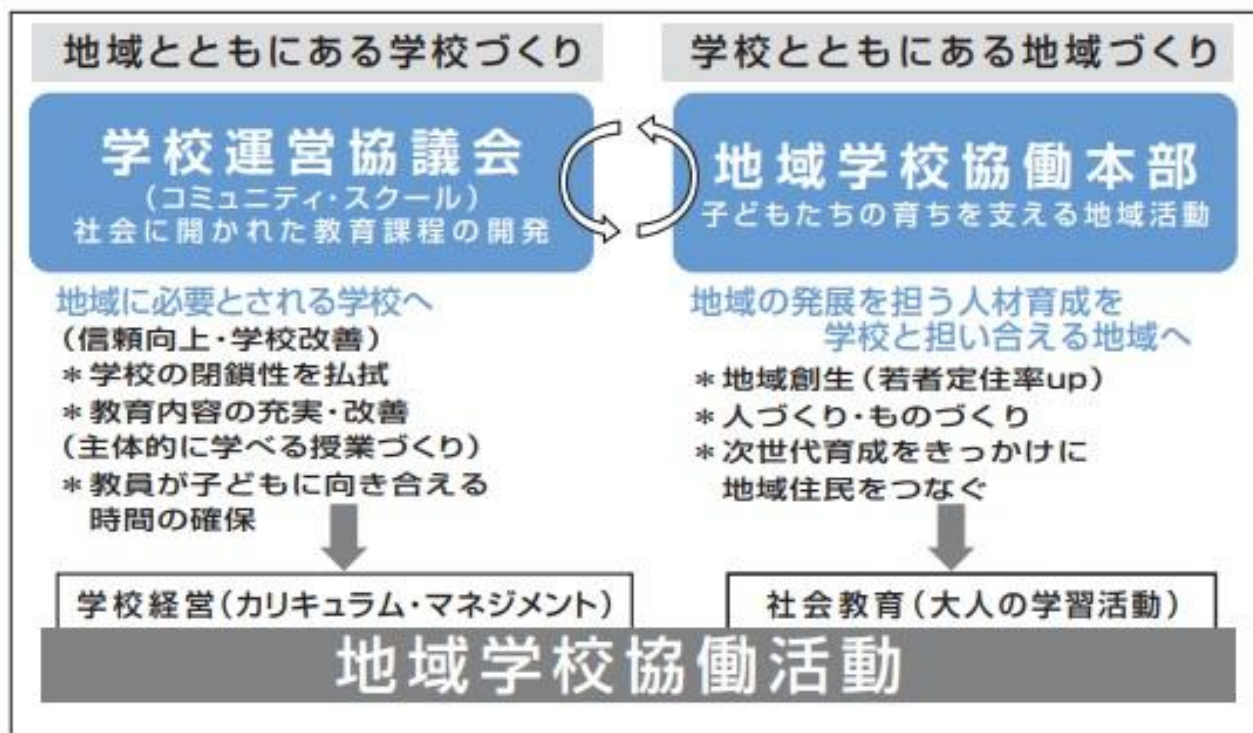 地域とともにある学校づくり
学校運営協議会
(コミュニティ・スクール)
社会に開かれた教育課程の開発
地域に必要とされる学校へ
(信頼向上・学校改善)
*学校の閉鎖性を払拭
*教育内容の充実・改善
(主体的に学べる授業づくり)
*教員が子どもに向き合える
時間の確保
学校経営(カリキュラム・マネジメント)
学校とともにある地域づくり
地域学校協働本部
子どもたちの育ちを支える地域活動
地域の発展を担う人材育成を
学校と担い合える地域へ
*地域創生(若者定住率up)
*人づくり・ものづくり
*次世代育成をきっかけに
地域住民をつなぐ
社会教育(大人の学習活動)
地域学校協働活動